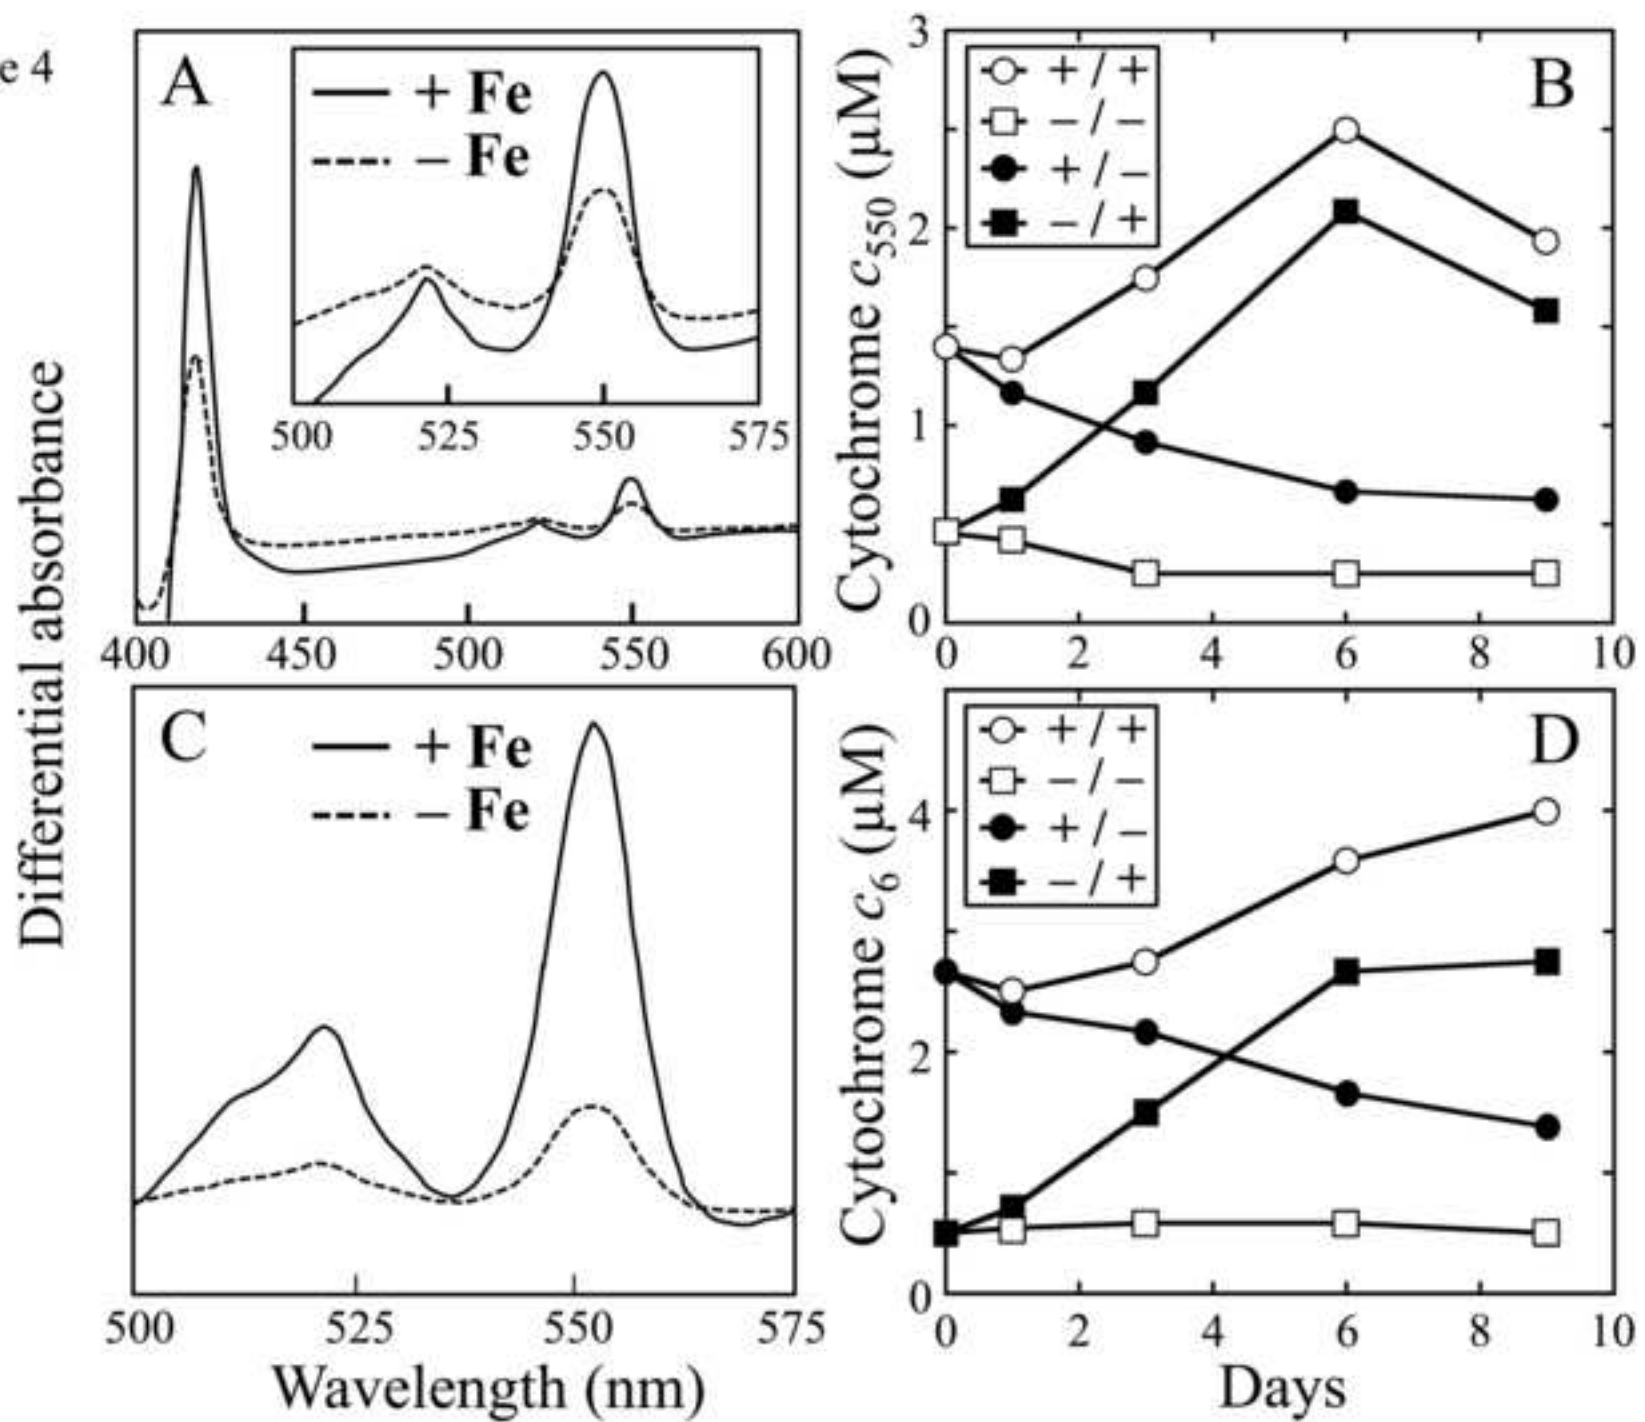 e 4
A
+ Fe
– Fe
500 525 550 575
400 450 500 550 600
Differential absorbance
B
+ / +
– / –
+ / –
– / +
Cytochrome c550 (µM)
3
2
1
0
0 2 4 6 8 10
C
+ Fe
– Fe
500 525 550 575
Wavelength (nm)
D
+ / +
– / –
+ / –
– / +
Cytochrome c6 (µM)
4
2
0
0 2 4 6 8 10
Days